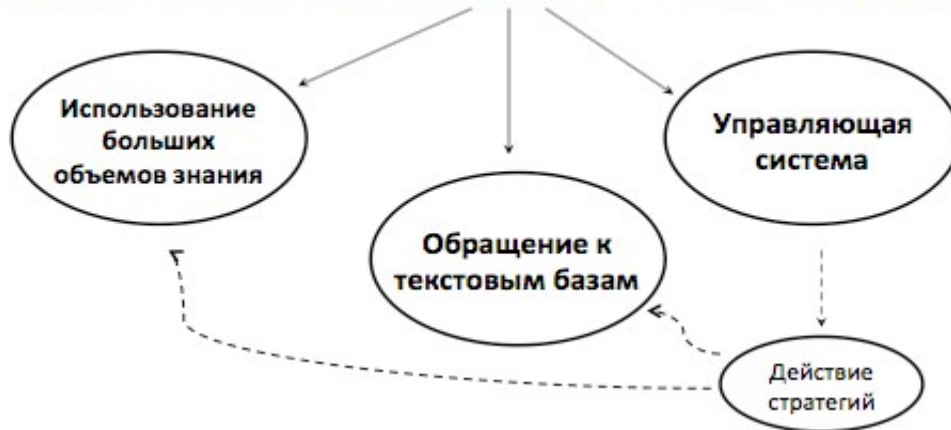 Использование
больших
объемов знания
Управляющая
система
Обращение к
текстовым базам
Действие
стратегий